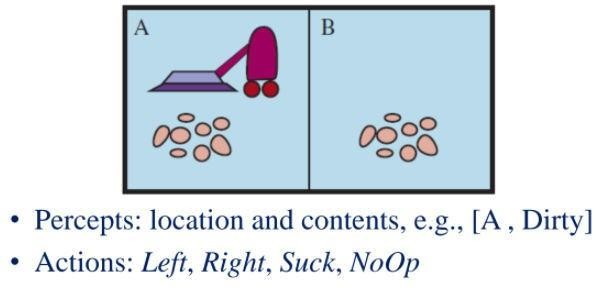 A B
• Percepts: location and contents, e.g., [A , Dirty]
• Actions: Left, Right, Suck, NoOp